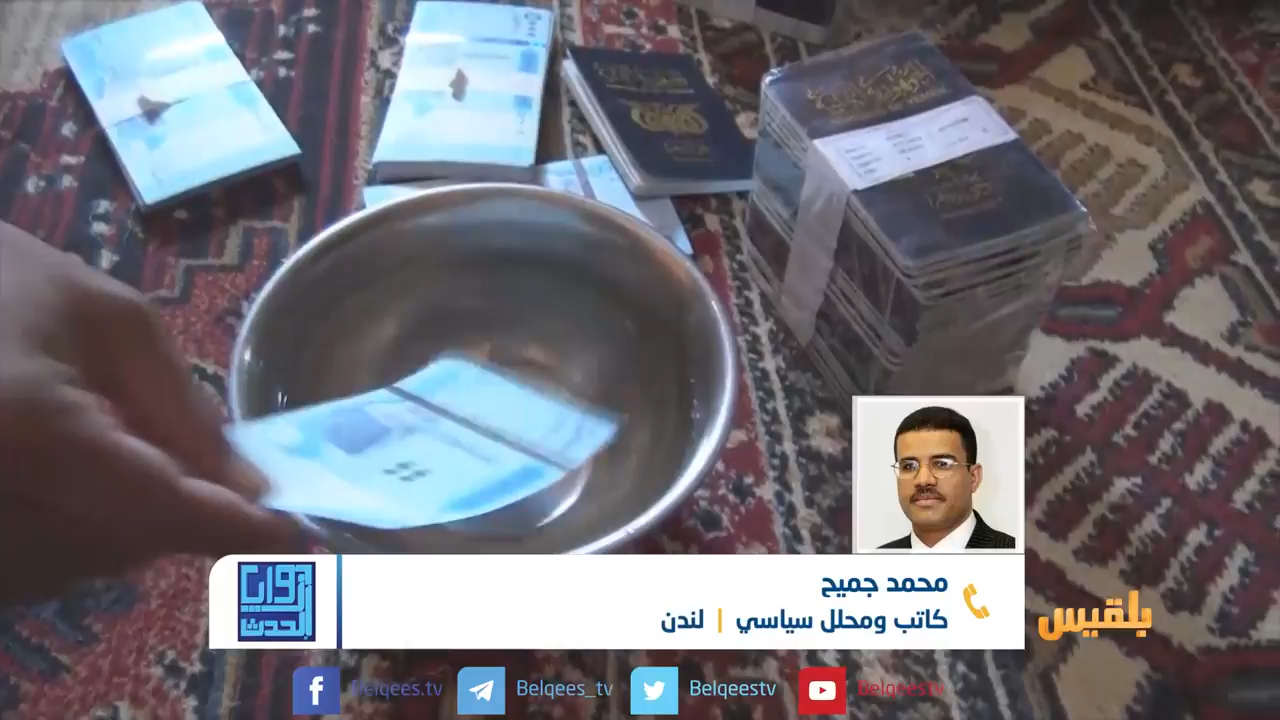 محمد جميح
كاتب ومحلل سياسي | لندن
زوايا
الحدث
بلقيس
Belqees.tv
Belqees_tv
Belqeestv
Belqeestv